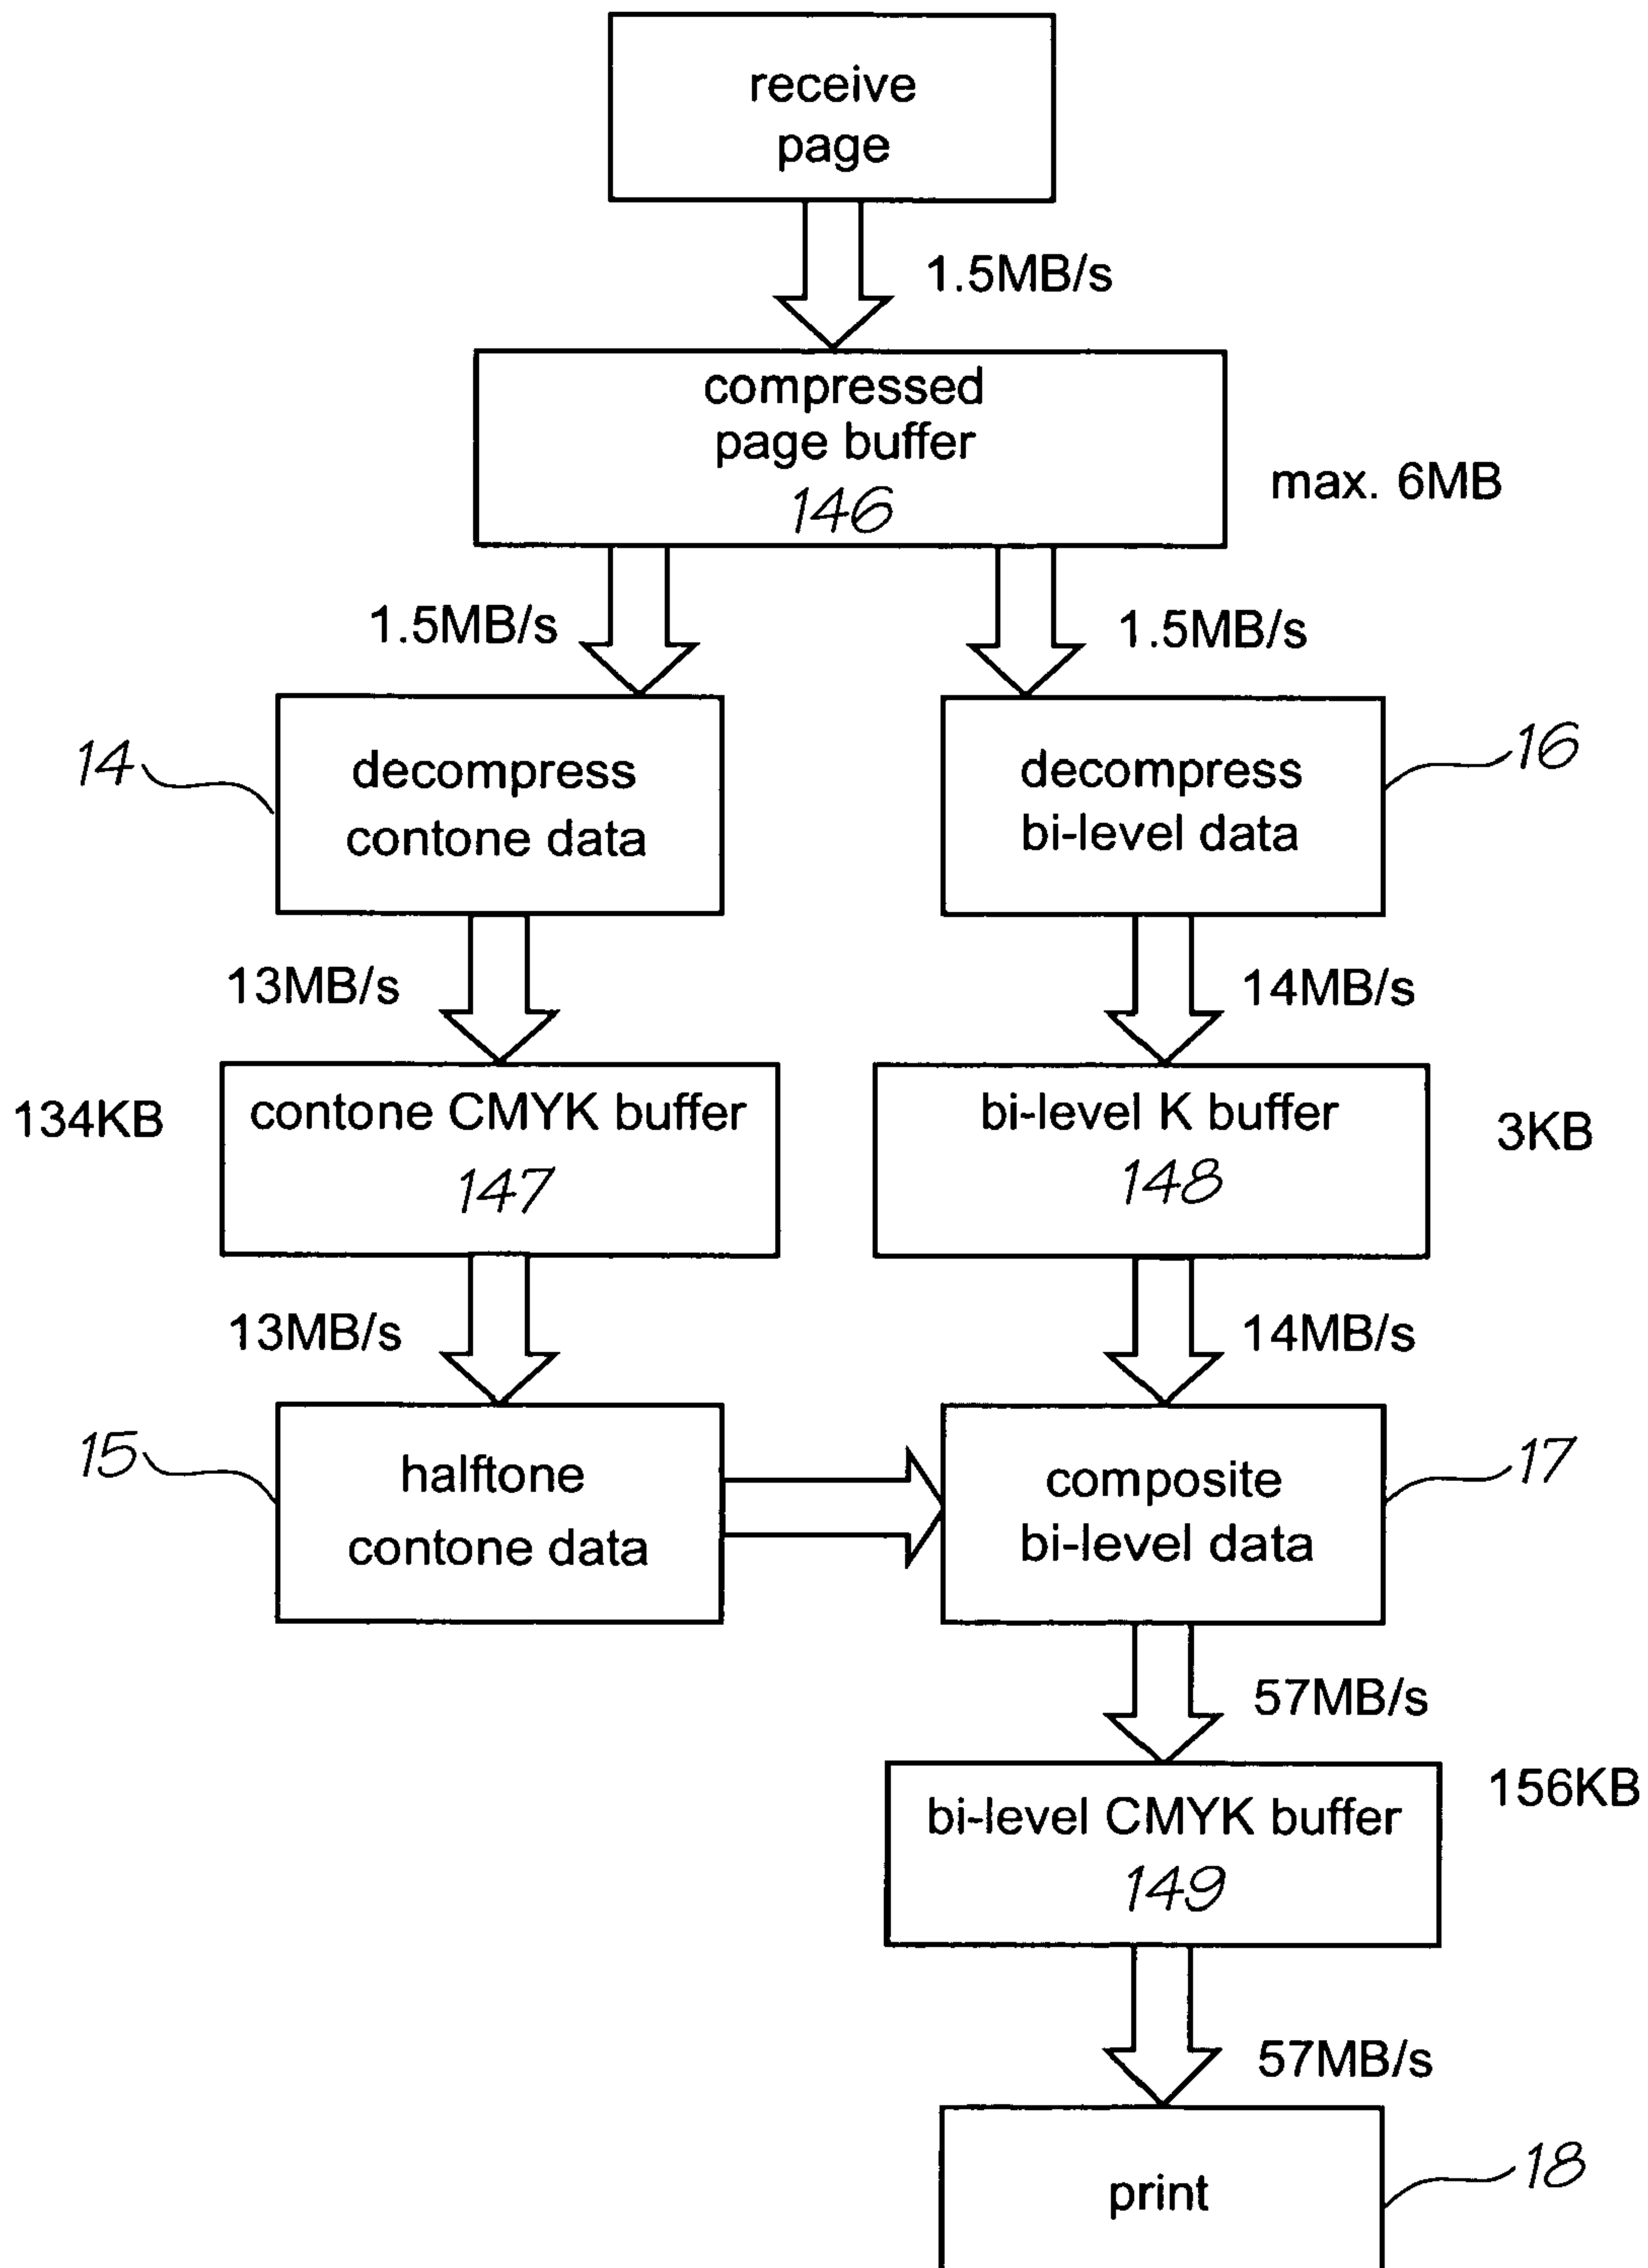 receive
page
1.5MB/s
compressed
page buffer
146
max. 6MB
1.5MB/s
1.5MB/s
14
decompress
contone data
decompress
bi-level data
16
13MB/s
14MB/s
134KB
contone CMYK buffer
147
bi-level K buffer
148
3KB
13MB/s
14MB/s
15
halftone
contone data
composite
bi-level data
17
57MB/s
bi-level CMYK buffer
149
156KB
57MB/s
print
18